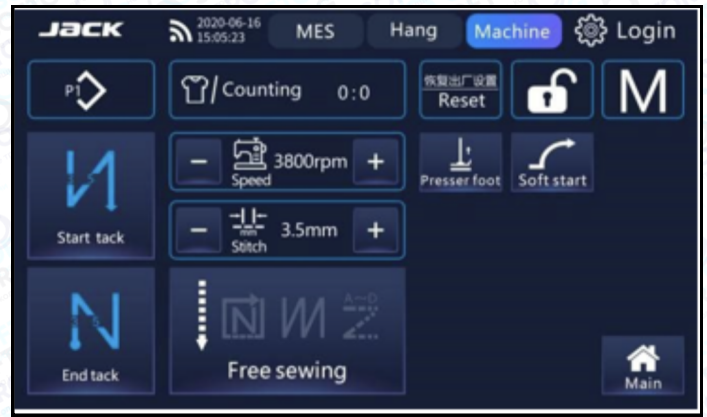 JACK
2020-06-16
15:05:23
MES
Hang
Machine
Login
P1
/ Counting 0:0
恢复出厂设置
Reset
M
Start tack
- 3800rpm +
Speed
Presser foot
Soft start
- 3.5mm +
mm
Stitch
End tack
A~D
Free sewing
Main